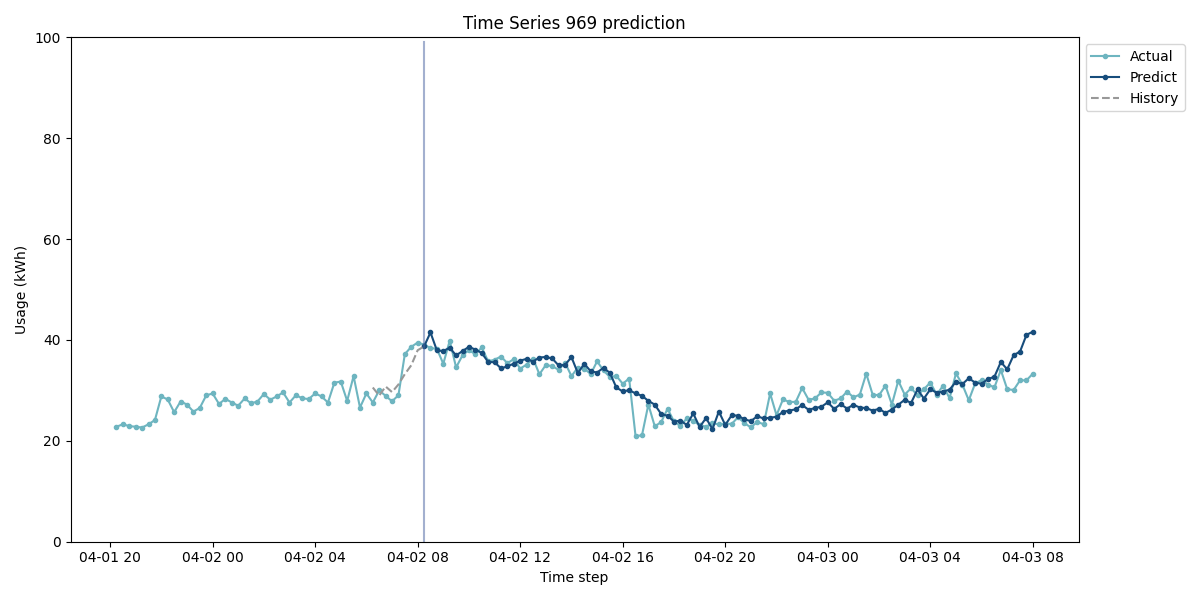 Time Series 969 prediction
Usage (kWh)
100
80
60
40
20
0
04-01 20
04-02 00
04-02 04
04-02 08
04-02 12
04-02 16
04-02 20
04-03 00
04-03 04
04-03 08
Time step
Actual
Predict
History